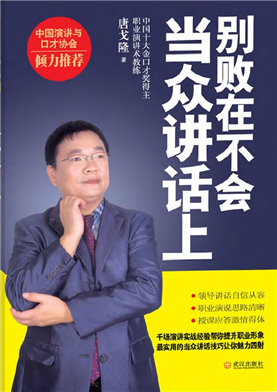 中国演讲与
口才协会
倾力推荐
别败在不会
当众讲话上
中国十大金口才奖得主
职业演讲术教练
唐戈隆 著
• 领导讲话自信从容
• 职业演说思路清晰
• 授课应答激情得体
千场演讲实战经验帮你提升职业形象
最实用的当众讲话技巧让你魅力四射
武汉出版社